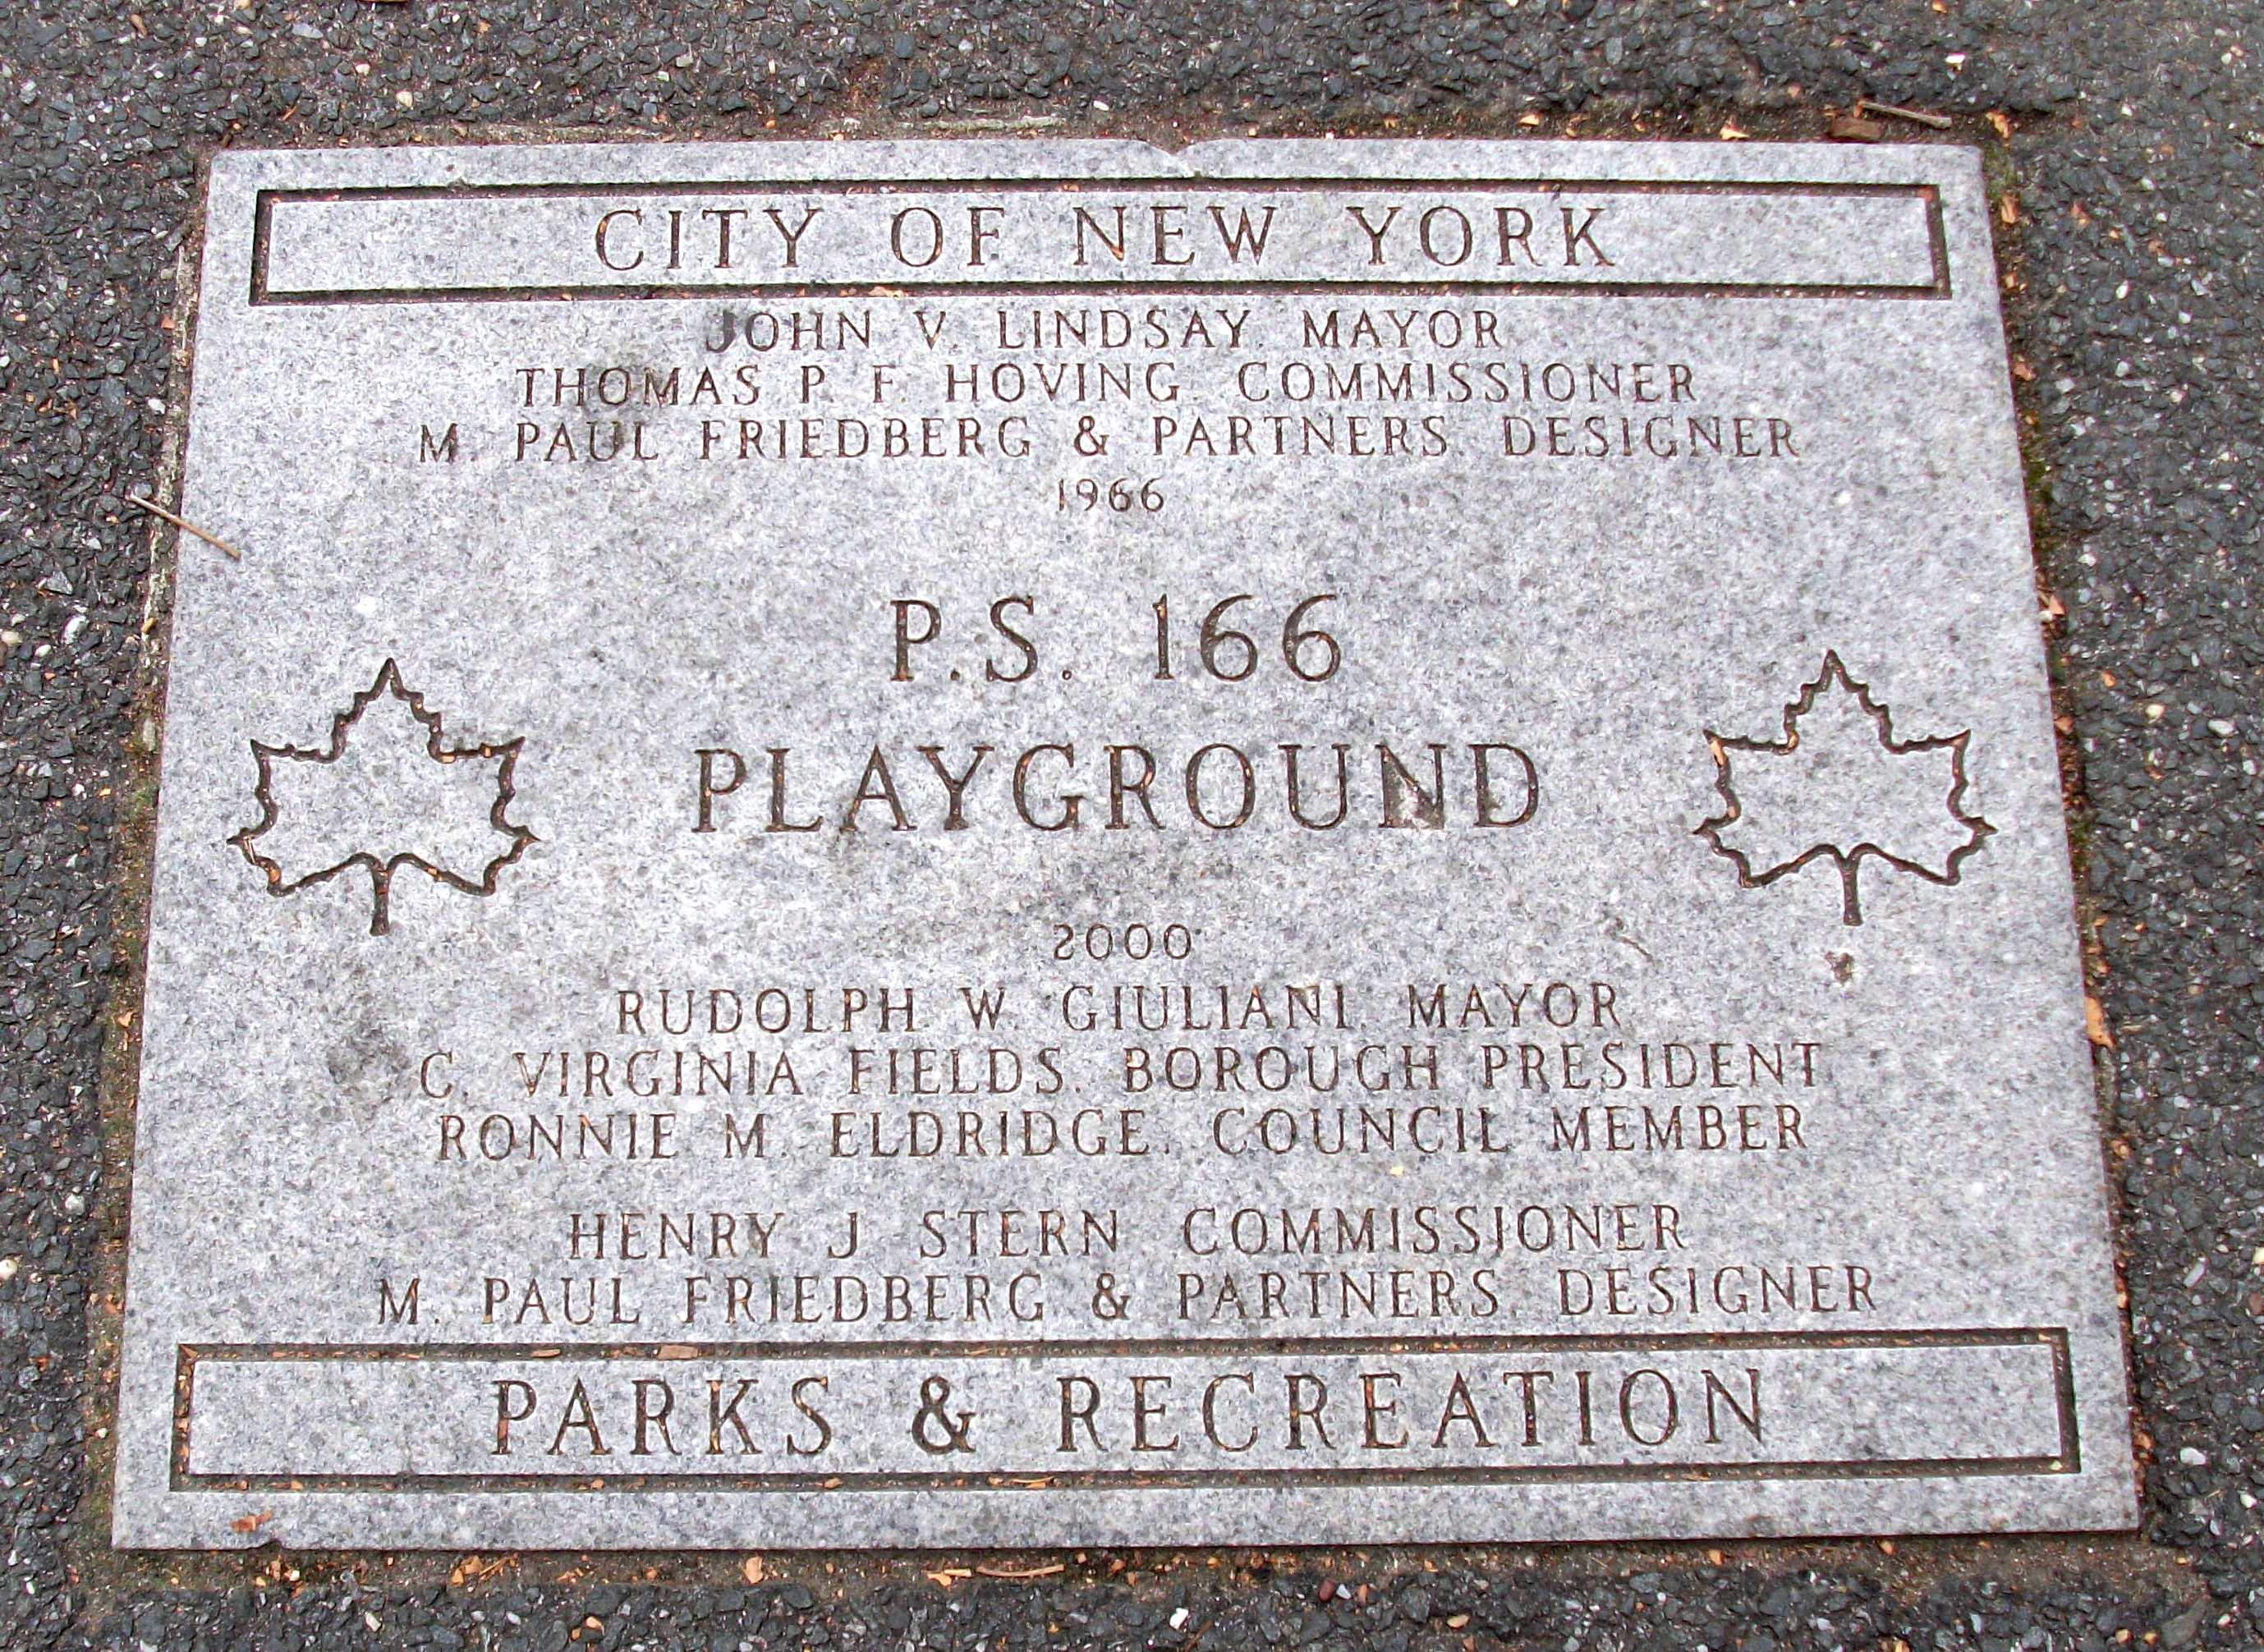 CITY OF NEW YORK
JOHN V. LINDSAY, MAYOR
THOMAS P. F. HOVING, COMMISSIONER
M. PAUL FRIEDBERG & PARTNERS, DESIGNER
1966
P.S. 166
PLAYGROUND
2000
RUDOLPH W. GIULIANI, MAYOR
C. VIRGINIA FIELDS, BOROUGH PRESIDENT
RONNIE M. ELDRIDGE, COUNCIL MEMBER
HENRY J STERN COMMISSIONER
M. PAUL FRIEDBERG & PARTNERS, DESIGNER
PARKS & RECREATION